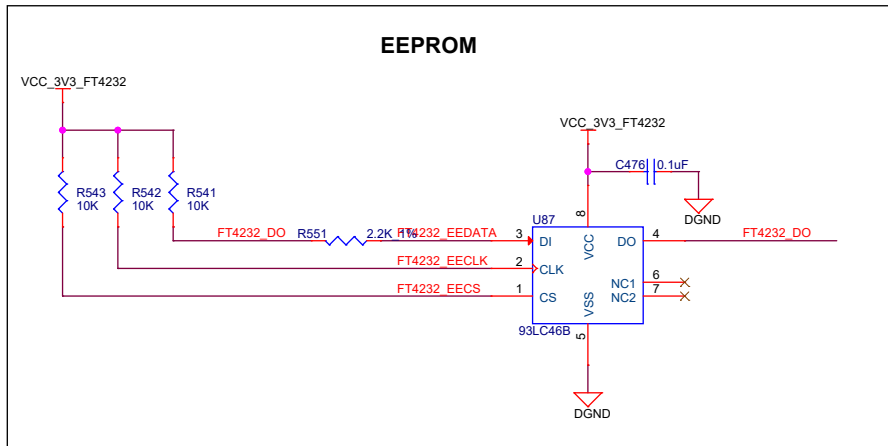 EEPROM
VCC_3V3_FT4232
VCC_3V3_FT4232
C476 0.1uF
R543
10K
R542
10K
R541
10K
DGND
U87
8
FT4232_DO R551 2.2K_1% FT4232_EEDATA 3 DI VCC DO 4 FT4232_DO
FT4232_EECLK 2 CLK
NC1 6
FT4232_EECS 1 CS VSS NC2 7
93LC46B
5
DGND